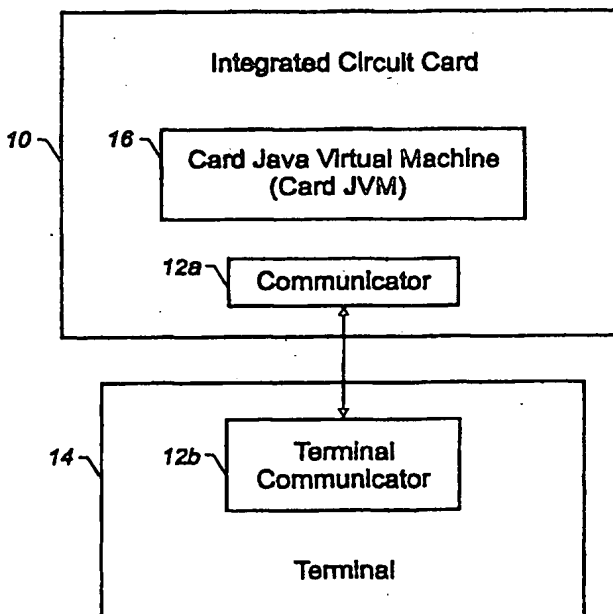 Integrated Circuit Card
10
16
Card Java Virtual Machine
(Card JVM)
12a
Communicator
14
12b
Terminal
Communicator
Terminal